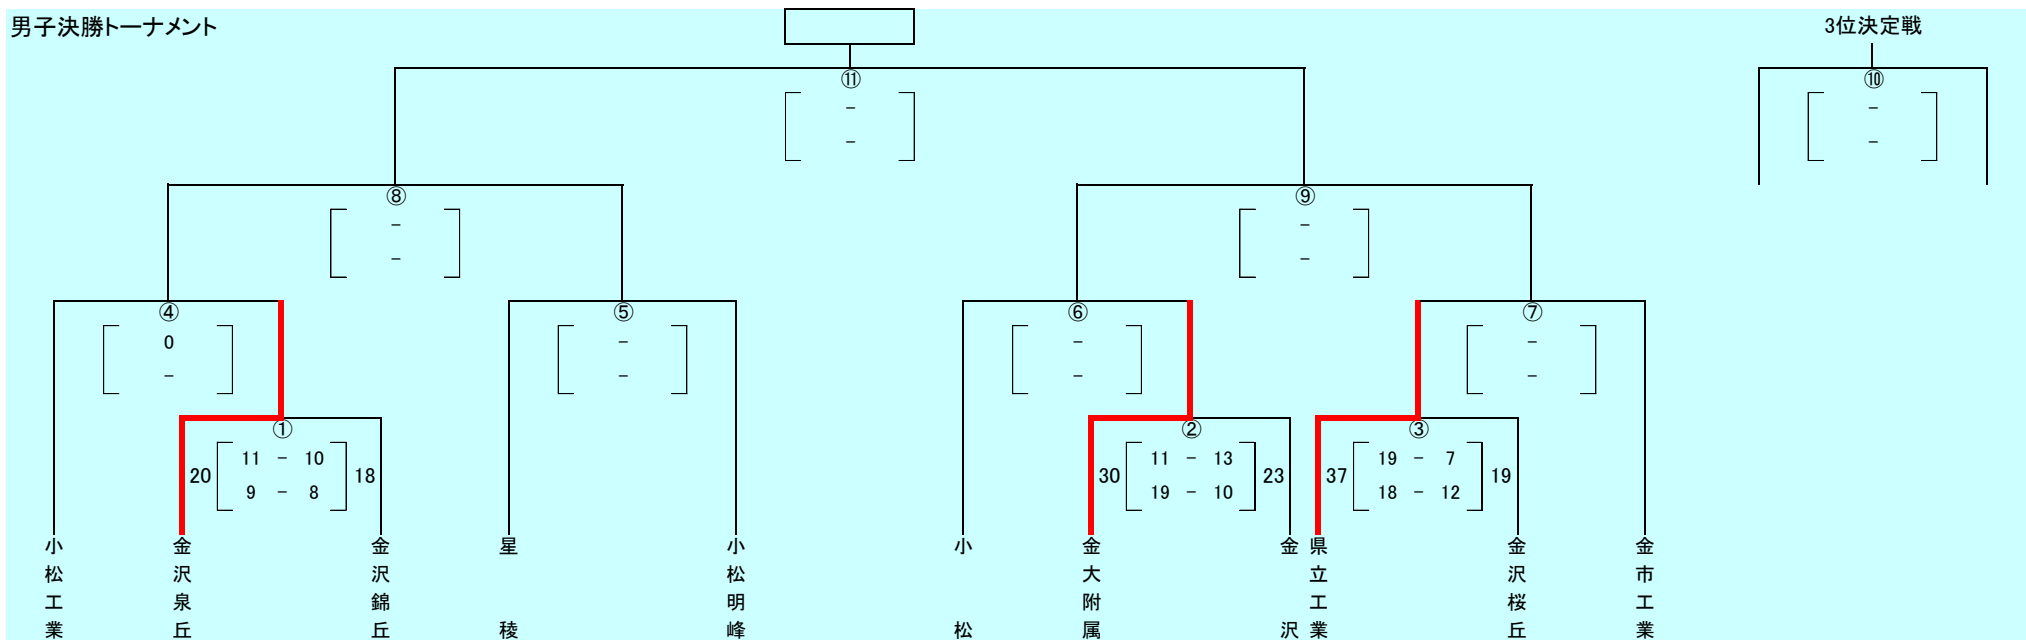 男子決勝トーナメント
3位決定戦
⑪
⑩
-
-
-
-
⑧
⑨
-
-
-
-
④
⑤
⑥
⑦
0
-
-
-
-
-
-
-
①
②
③
20 11 - 10 18
9 - 8
30 11 - 13 23
19 - 10
37 19 - 7 19
18 - 12
小松工業
金沢泉丘
金沢錦丘
星稜
小松明峰
小松
金大附属
金沢
県立工業
金沢桜丘
金市工業